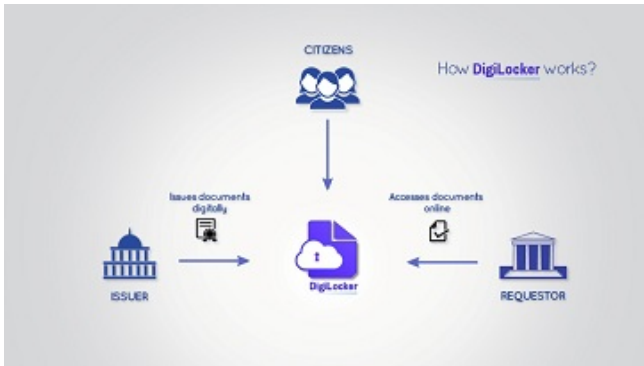 CITIZENS
How DigiLocker works?
Issues documents
digitally
Accesses documents
online
DigiLocker
ISSUER
REQUESTOR